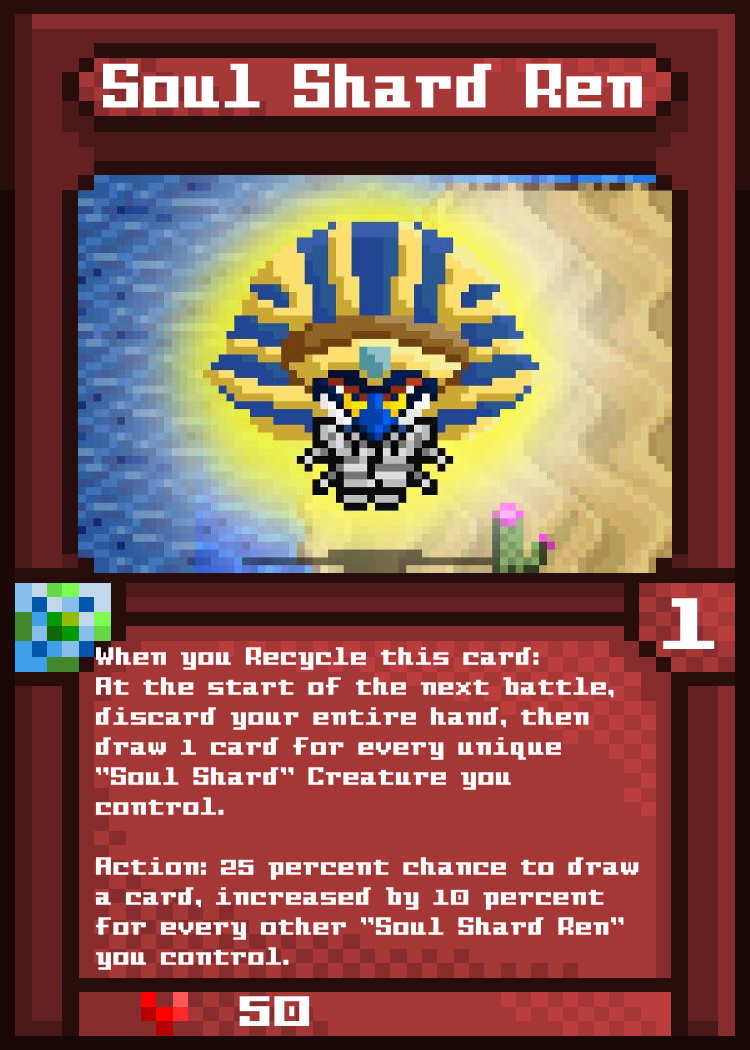 Soul Shard Ren
1
When you Recycle this card:
At the start of the next battle,
discard your entire hand, then
draw 1 card for every unique
"Soul Shard" Creature you
control.
Action: 25 percent chance to draw
a card, increased by 10 percent
for every other "Soul Shard Ren"
you control.
50